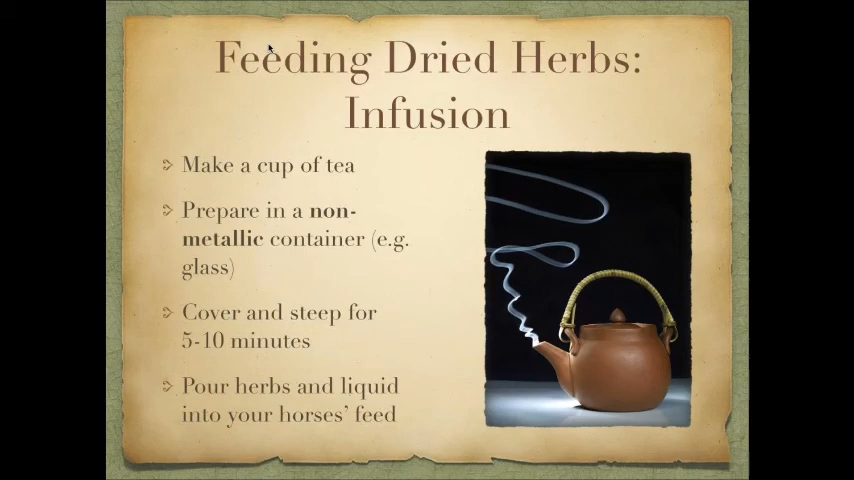 Feeding Dried Herbs:
Infusion
Make a cup of tea
Prepare in a non-
metallic container (e.g.
glass)
Cover and steep for
5-10 minutes
Pour herbs and liquid
into your horses’ feed